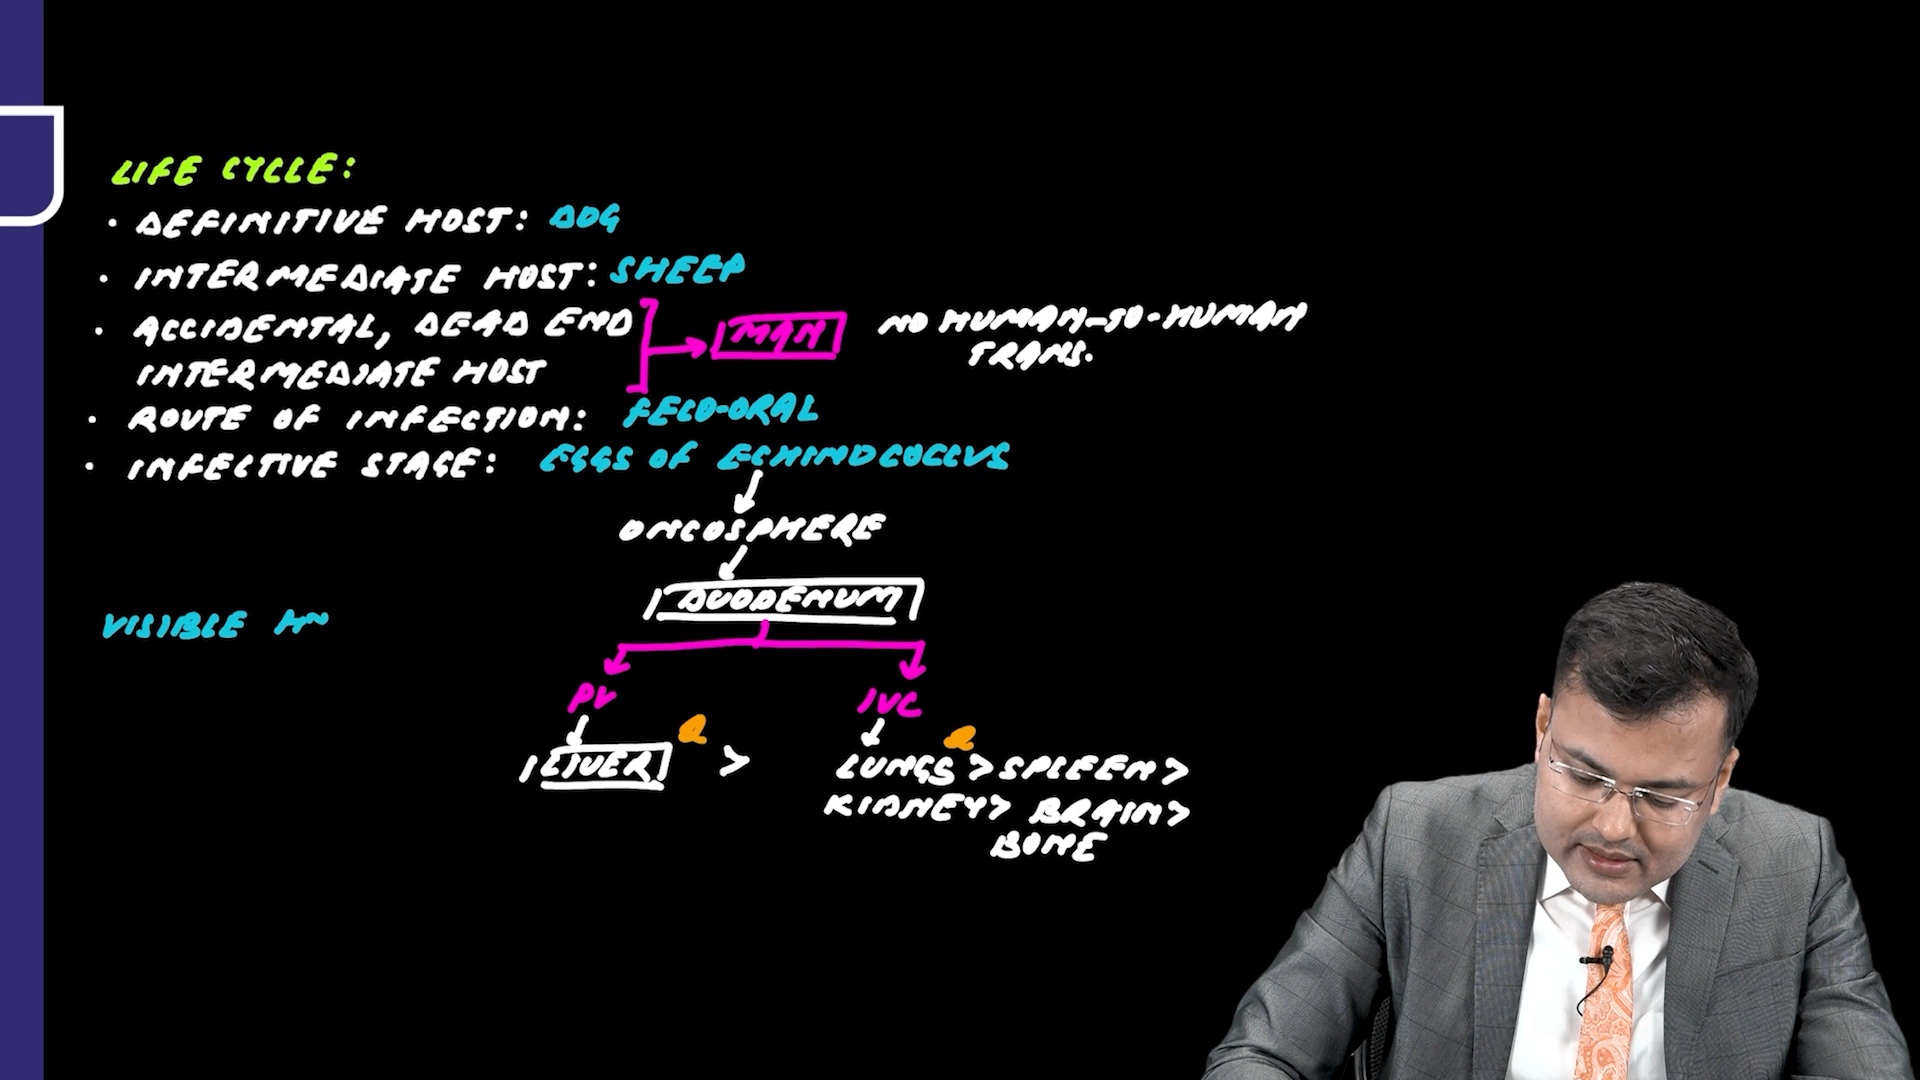 LIFE CYCLE:
• DEFINITIVE HOST: DOG
• INTERMEDIATE HOST: SHEEP
• ACCIDENTAL, DEAD END
INTERMEDIATE HOST
MAN
NO HUMAN-TO-HUMAN
TRANS.
• ROUTE OF INFECTION: FECO-ORAL
• INFECTIVE STAGE: EGGS OF ECHINOCOCCUS
ONCOSPHERE
DUODENUM
VISIBLE
PV
IVC
LIVER >
LUNGS > SPLEEN >
KIDNEY > BRAIN >
BONE